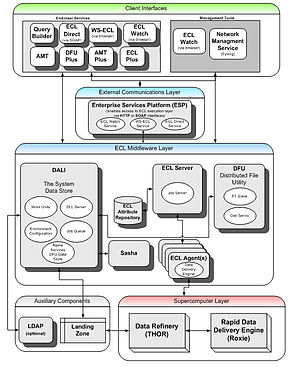 Client Interfaces
End-User Services
Management Tools
Query
Builder
ECL
Direct
(via SOAP)
WS-ECL
(via browser)
ECL
Watch
(via browser)
AMT
DFU
Plus
AMT
Plus
ECL
Plus
ECL
Watch
(via browser)
Network
Managment
Service
(Syslog)
External Communications Layer
Enterprise Services Platform (ESP)
(enables access to ECL execution layer
via HTTP or SOAP interfaces)
ECL Watch
Service
WS-ECL
Service
ECL Direct
Service
ECL Middleware Layer
DALI
The System
Data Store
Work Units
DLL Server
Environment
Configuration
Job Queue
Name
Services
DFU Data
Store
ECL
Attribute
Repository
Sasha
ECL Server
Job Server
ECL Agent(s)
Data
Delivery
Engine
DFU
Distributed File
Utility
FT Slave
Dali Servix
Auxiliary Components
LDAP
(optional)
Landing
Zone
Supercomputer Layer
Data Refinery
(THOR)
Rapid Data
Delivery Engine
(Roxie)